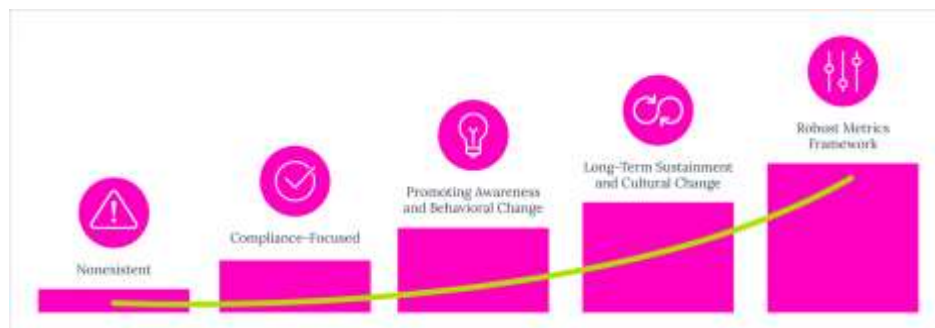 Nonexistent
Compliance-Focused
Promoting Awareness
and Behavioral Change
Long-Term Sustainment
and Cultural Change
Robust Metrics
Framework